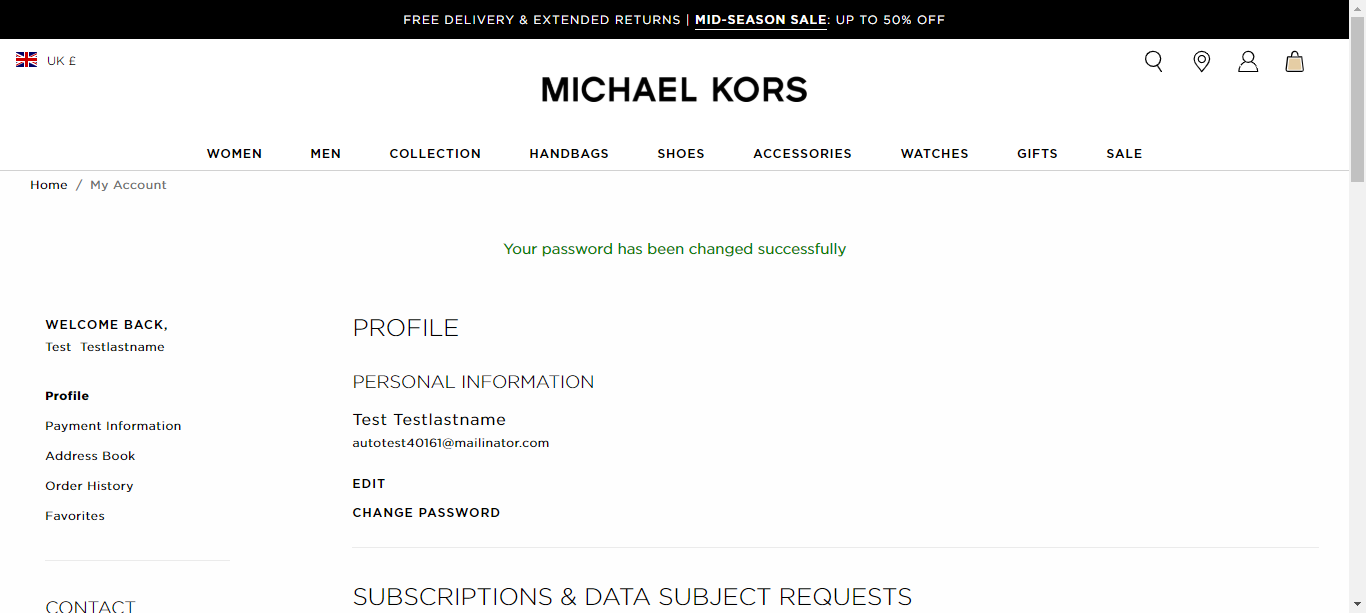 FREE DELIVERY & EXTENDED RETURNS | MID-SEASON SALE: UP TO 50% OFF
UK £
MICHAEL KORS
WOMEN MEN COLLECTION HANDBAGS SHOES ACCESSORIES WATCHES GIFTS SALE
Home / My Account
Your password has been changed successfully
WELCOME BACK,
Test Testlastname
Profile
Payment Information
Address Book
Order History
Favorites
CONTACT
PROFILE
PERSONAL INFORMATION
Test Testlastname
autotest40161@mailinator.com
EDIT
CHANGE PASSWORD
SUBSCRIPTIONS & DATA SUBJECT REQUESTS